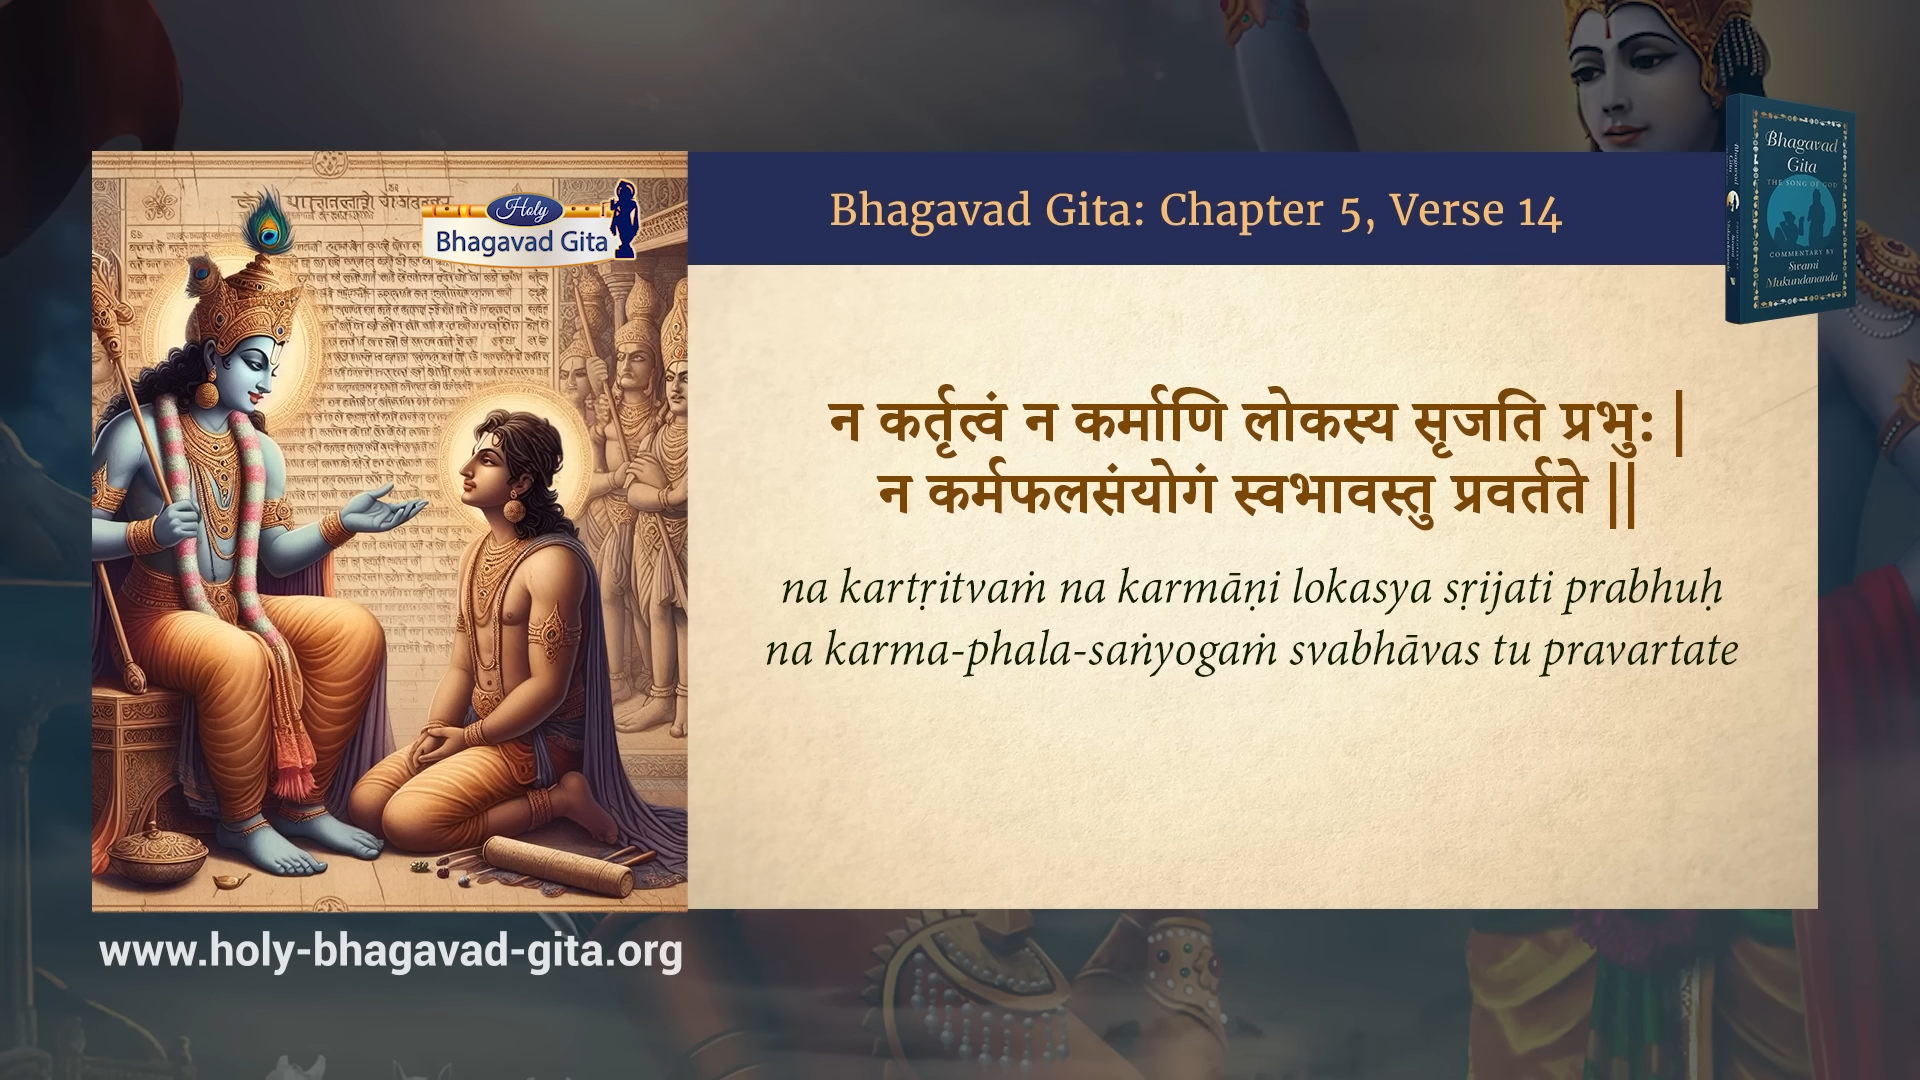 Holy
Bhagavad Gita
Bhagavad Gita: Chapter 5, Verse 14
Bhagavad
Gita
THE SONG OF GOD
COMMENTARY BY
Swami
Mukundananda
न कर्तृत्वं न कर्माणि लोकस्य सृजति प्रभु: |
न कर्मफलसंयोगं स्वभावस्तु प्रवर्तते ||
na kartṛitvaṁ na karmāṇi lokasya sṛijati prabhuḥ
na karma-phala-saṅyogaṁ svabhāvas tu pravartate
www.holy-bhagavad-gita.org